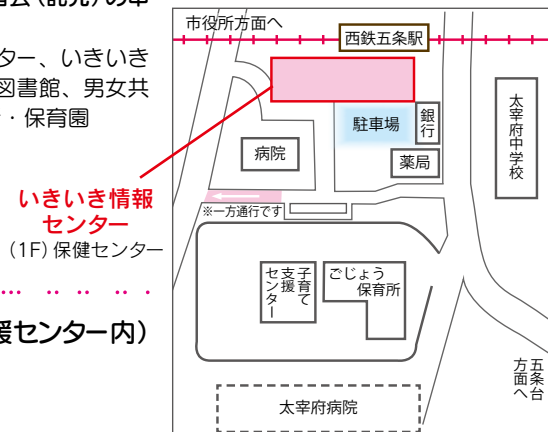 (託児)の申
ター、いきいき
図書館、男女共
・保育園
いきいき情報
センター
(1F) 保健センター
援センター内)
市役所方面へ
西鉄五条駅
駐車場
銀行
薬局
病院
太宰府中学校
※一方通行です
子育て
支援
センター
ごじょう
保育所
五条台
方面へ
太宰府病院